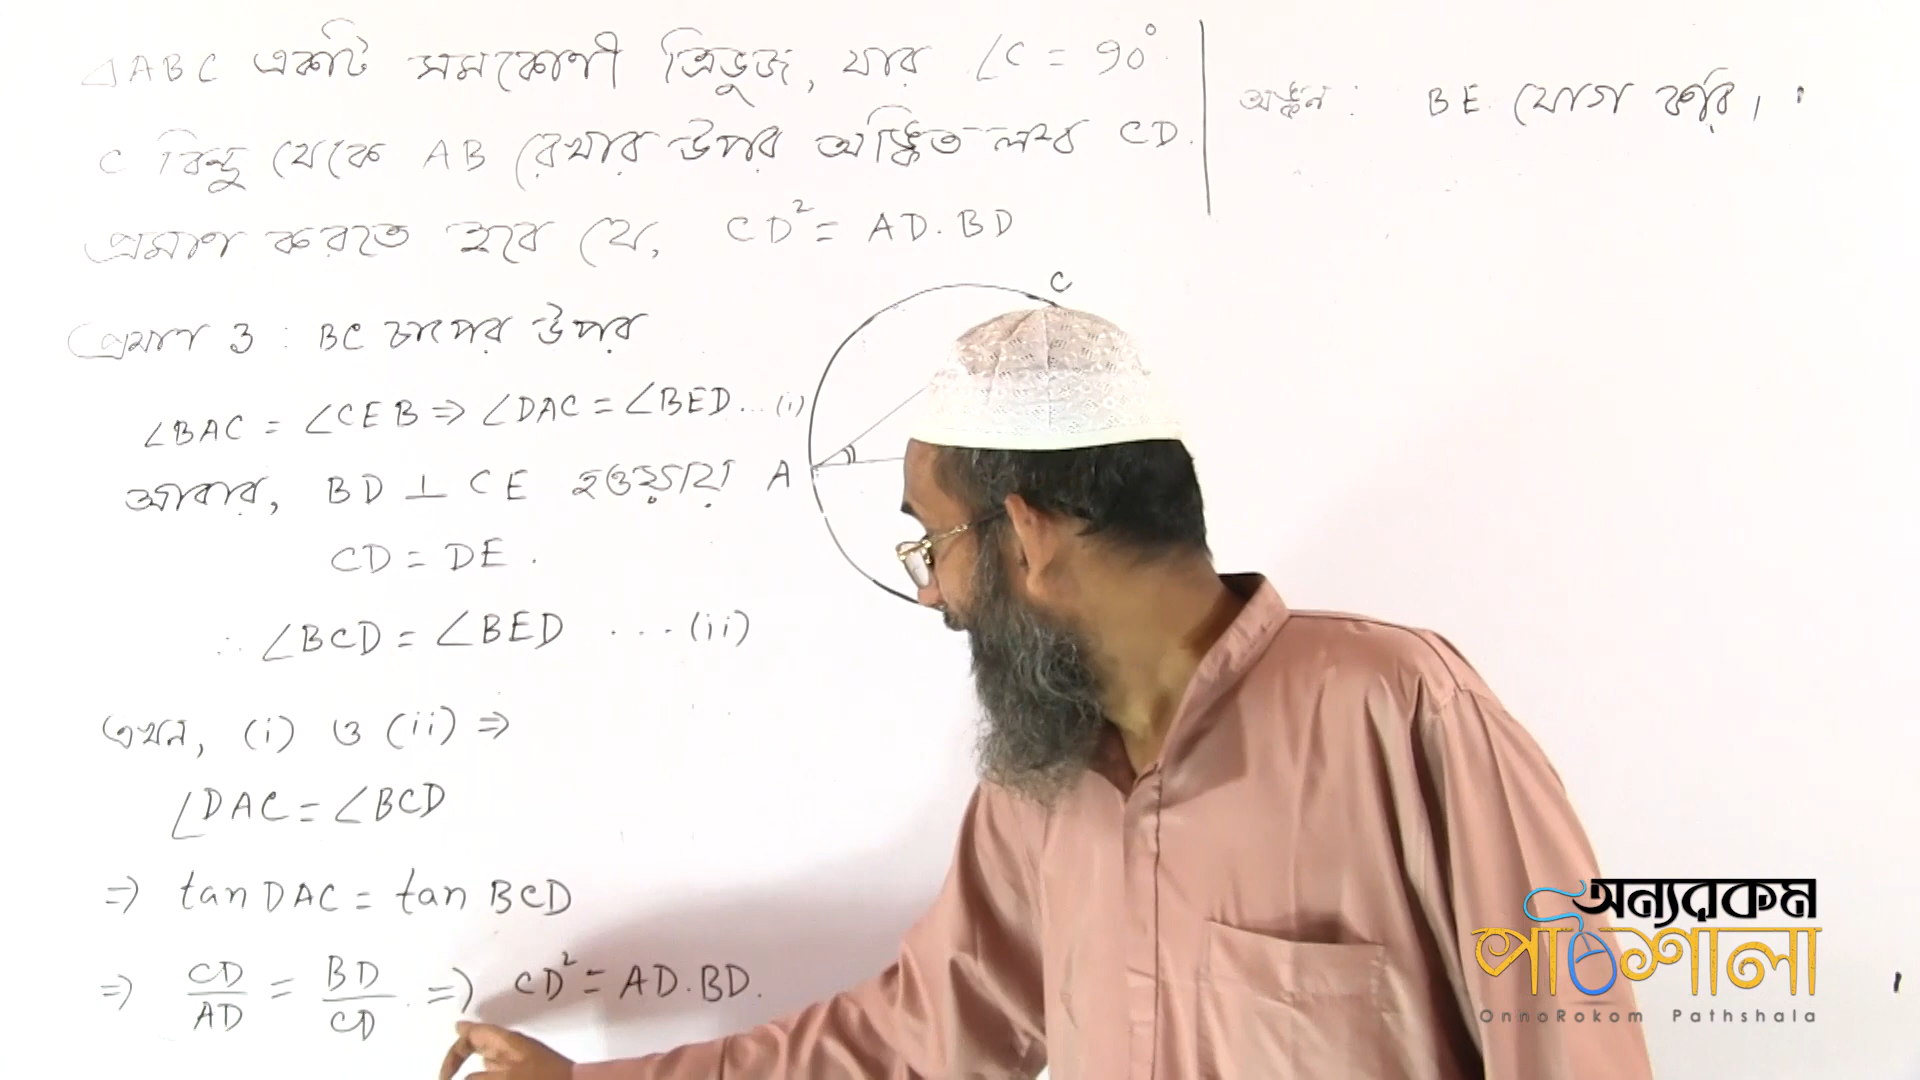 △ABC একটি সমকোণী ত্রিভুজ, যার ∠C = 90°.
C বিন্দু থেকে AB রেখার উপর অঙ্কিত লম্ব CD.
প্রমাণ করতে হবে যে, CD² = AD.BD
অঙ্কন : BE যোগ করি।
প্রমাণ ৩ : BC চাপের উপর
∠BAC = ∠CEB ⇒ ∠DAC = ∠BED...(i)
আবার, BD ⊥ CE হওয়ায়
CD = DE.
∴ ∠BCD = ∠BED ...(ii)
এখন, (i) ও (ii) ⇒
∠DAC = ∠BCD
⇒ tan DAC = tan BCD
⇒ CD/AD = BD/CD ⇒ CD² = AD.BD.
C
A
অন্যরকম
পাঠশালা
OnnoRokom Pathshala